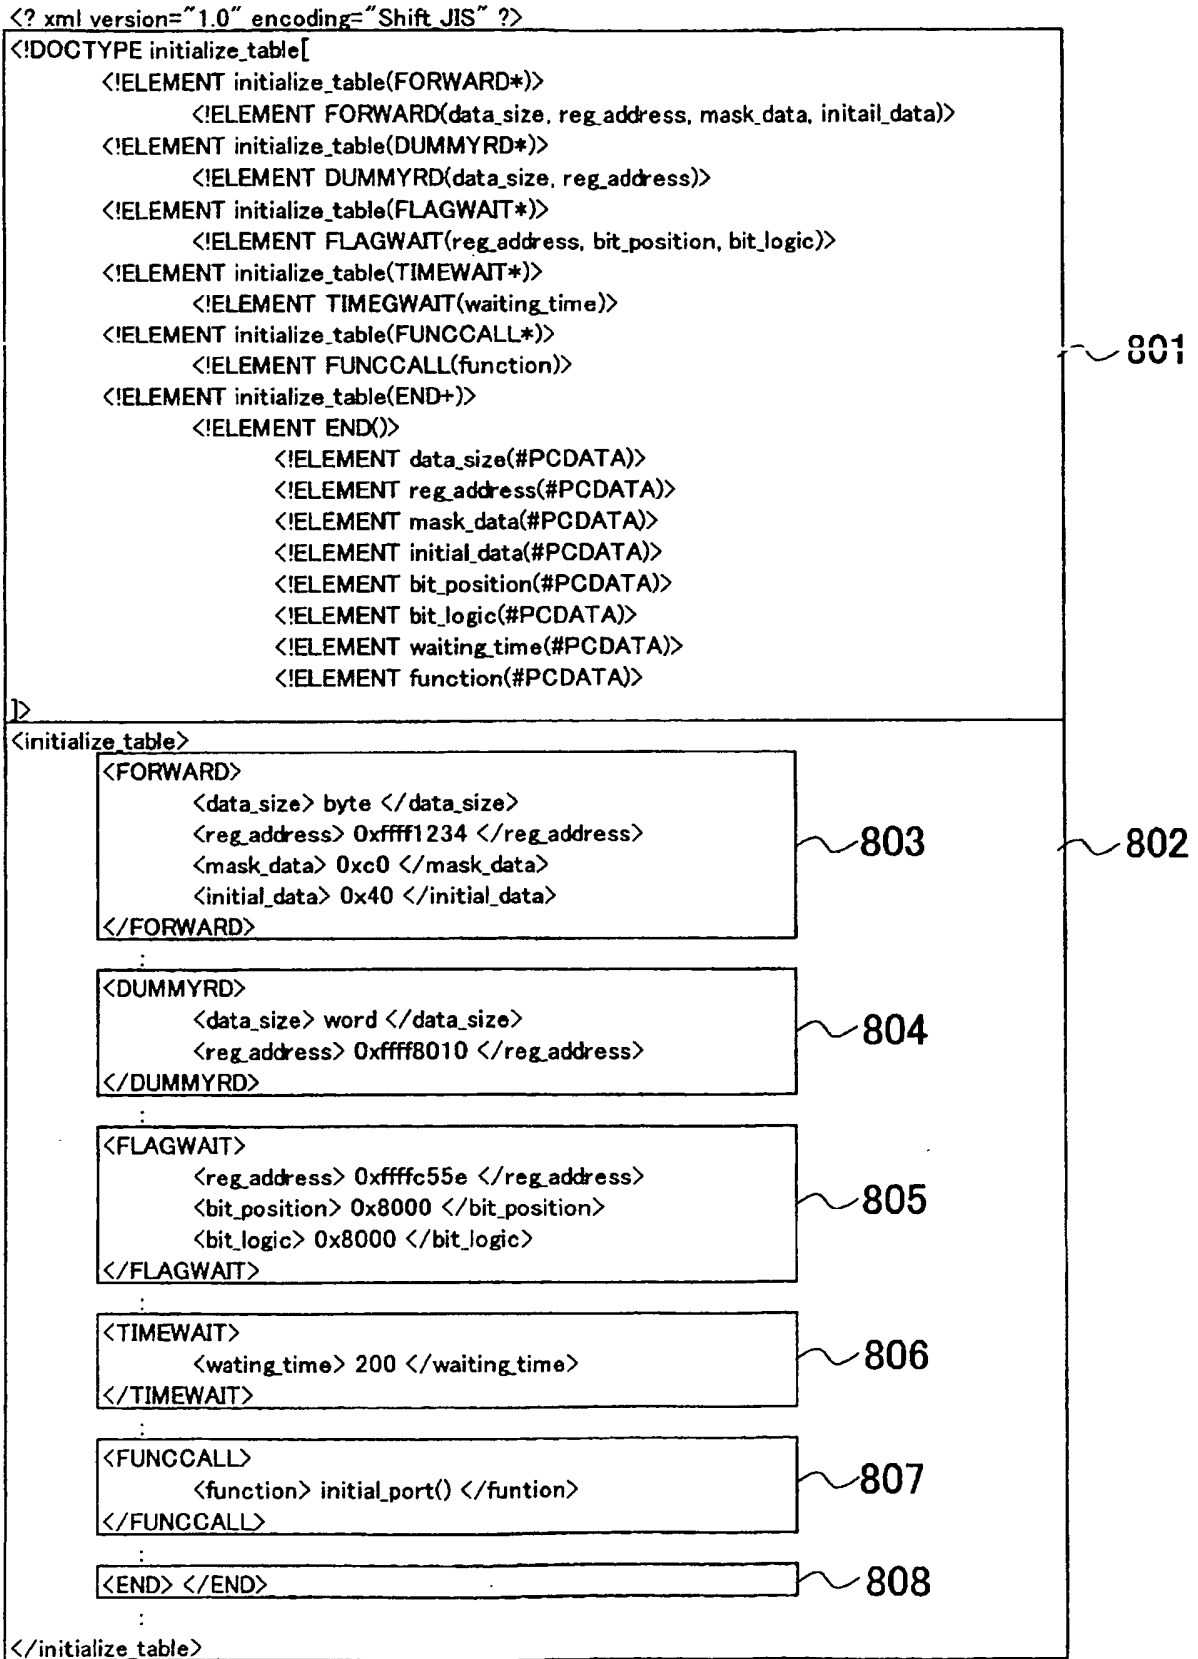 <? xml version="1.0" encoding="Shift_JIS" ?>
<!DOCTYPE initialize_table[
<!ELEMENT initialize_table(FORWARD*)>
<!ELEMENT FORWARD(data_size, reg_address, mask_data, initail_data)>
<!ELEMENT initialize_table(DUMMYRD*)>
<!ELEMENT DUMMYRD(data_size, reg_address)>
<!ELEMENT initialize_table(FLAGWAIT*)>
<!ELEMENT FLAGWAIT(reg_address, bit_position, bit_logic)>
<!ELEMENT initialize_table(TIMEWAIT*)>
<!ELEMENT TIMEGWAIT(waiting_time)>
<!ELEMENT initialize_table(FUNCCALL*)>
801
<!ELEMENT FUNCCALL(function)>
<!ELEMENT initialize_table(END+)>
<!ELEMENT END()>
<!ELEMENT data_size(#PCDATA)>
<!ELEMENT reg_address(#PCDATA)>
<!ELEMENT mask_data(#PCDATA)>
<!ELEMENT initial_data(#PCDATA)>
<!ELEMENT bit_position(#PCDATA)>
<!ELEMENT bit_logic(#PCDATA)>
<!ELEMENT waiting_time(#PCDATA)>
<!ELEMENT function(#PCDATA)>
]>
<initialize_table>
<FORWARD>
<data_size> byte </data_size>
<reg_address> 0xffff1234 </reg_address>
803
802
<mask_data> 0xc0 </mask_data>
<initial_data> 0x40 </initial_data>
</FORWARD>
:
<DUMMYRD>
<data_size> word </data_size>
804
<reg_address> 0xffff8010 </reg_address>
</DUMMYRD>
:
<FLAGWAIT>
<reg_address> 0xffffc55e </reg_address>
<bit_position> 0x8000 </bit_position>
805
<bit_logic> 0x8000 </bit_logic>
</FLAGWAIT>
:
<TIMEWAIT>
<wating_time> 200 </waiting_time>
806
</TIMEWAIT>
:
<FUNCCALL>
<function> initial_port() </funtion>
807
</FUNCCALL>
:
<END> </END>
808
:
</initialize_table>